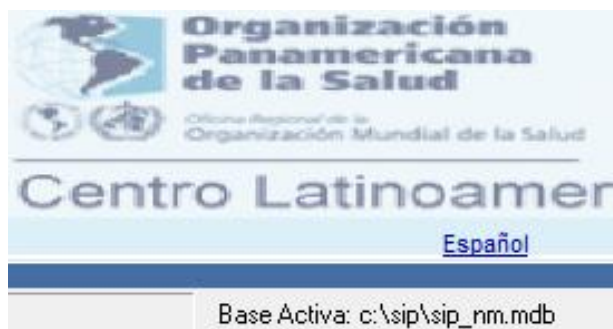 Organización
Panamericana
de la Salud
Oficina Regional de la
Organización Mundial de la Salud
Centro Latinoamer
Español
Base Activa: c:\sip\sip_nm.mdb